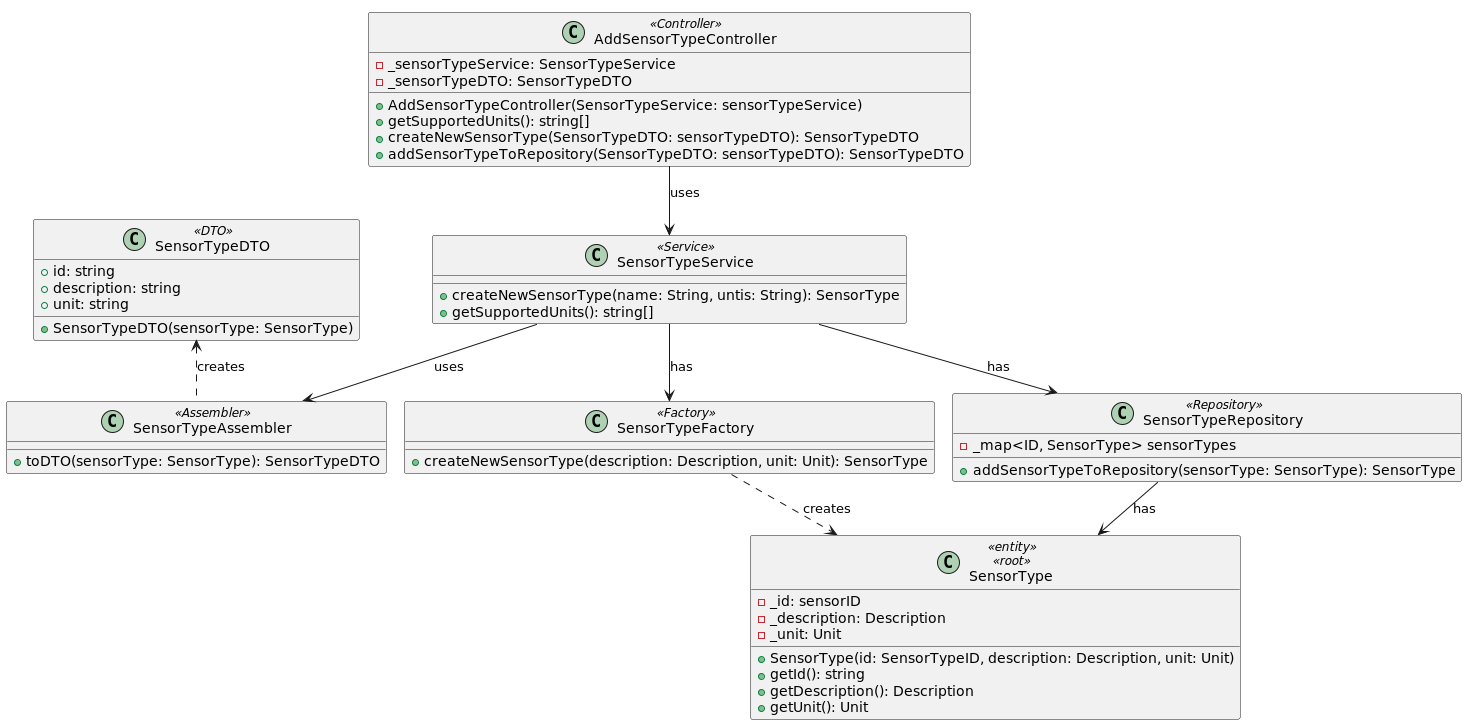 «Controller»
C AddSensorTypeController
_sensorTypeService: SensorTypeService
_sensorTypeDTO: SensorTypeDTO
AddSensorTypeController(SensorTypeService: sensorTypeService)
getSupportedUnits(): string[]
createNewSensorType(SensorTypeDTO: sensorTypeDTO): SensorTypeDTO
addSensorTypeToRepository(SensorTypeDTO: sensorTypeDTO): SensorTypeDTO
uses
«DTO»
C SensorTypeDTO
id: string
description: string
unit: string
SensorTypeDTO(sensorType: SensorType)
«Service»
C SensorTypeService
createNewSensorType(name: String, untis: String): SensorType
getSupportedUnits(): string[]
creates
uses
has
has
«Assembler»
C SensorTypeAssembler
toDTO(sensorType: SensorType): SensorTypeDTO
«Factory»
C SensorTypeFactory
createNewSensorType(description: Description, unit: Unit): SensorType
«Repository»
C SensorTypeRepository
_map<ID, SensorType> sensorTypes
addSensorTypeToRepository(sensorType: SensorType): SensorType
creates
has
«entity»
«root»
C SensorType
_id: sensorID
_description: Description
_unit: Unit
SensorType(id: SensorTypeID, description: Description, unit: Unit)
getId(): string
getDescription(): Description
getUnit(): Unit